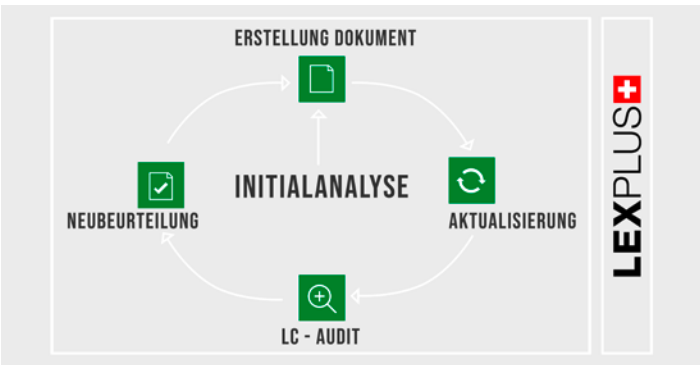 ERSTELLUNG DOKUMENT
INITIALANALYSE
NEUBEURTEILUNG
AKTUALISIERUNG
LC - AUDIT
LEXPLUS